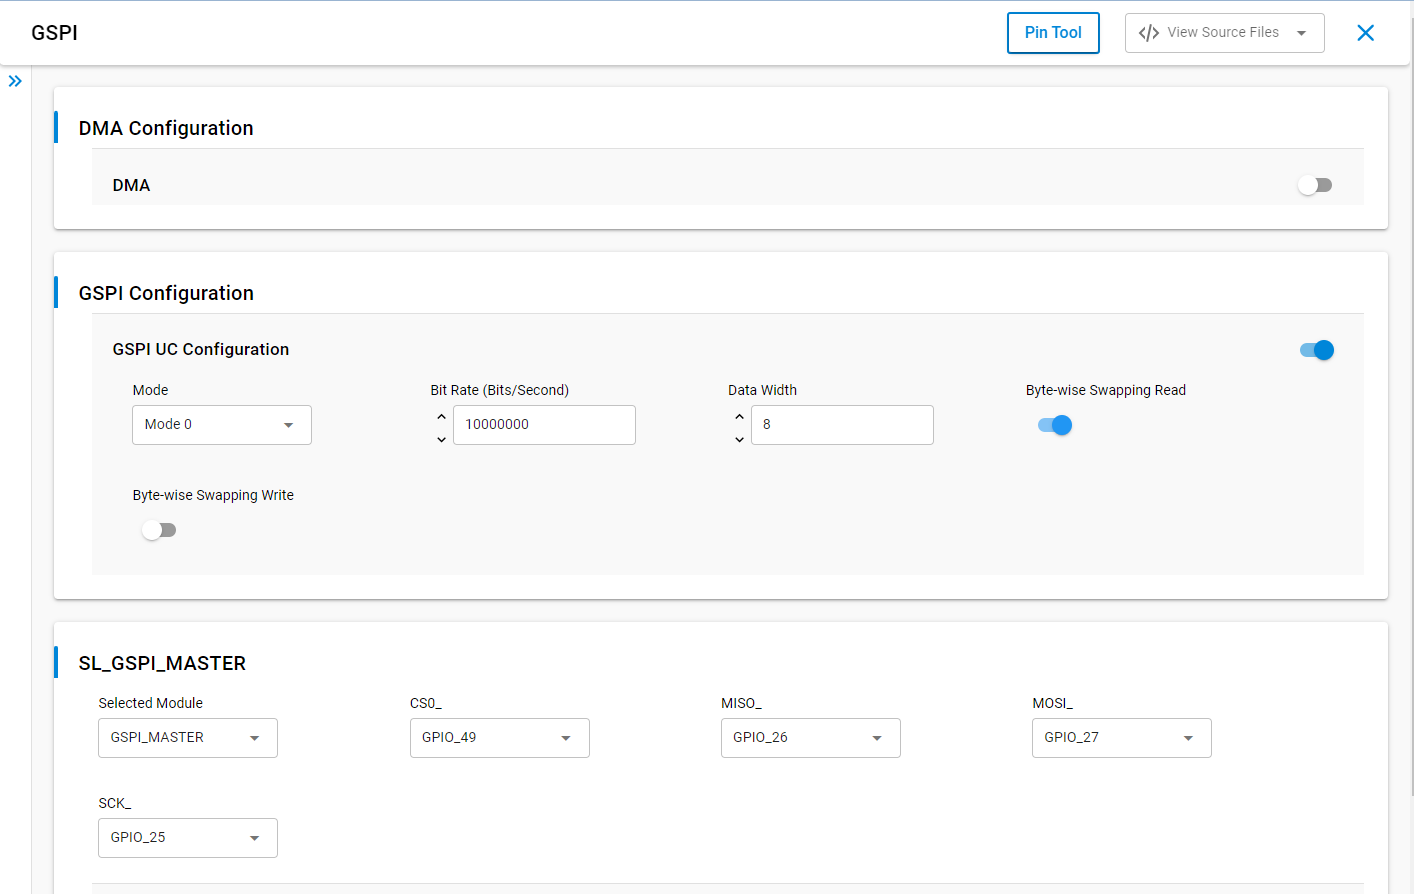 GSPI
Pin Tool
View Source Files
DMA Configuration
DMA
GSPI Configuration
GSPI UC Configuration
Mode
Bit Rate (Bits/Second)
Data Width
Byte-wise Swapping Read
Mode 0
10000000
8
Byte-wise Swapping Write
SL_GSPI_MASTER
Selected Module
CS0_
MISO_
MOSI_
GSPI_MASTER
GPIO_49
GPIO_26
GPIO_27
SCK_
GPIO_25